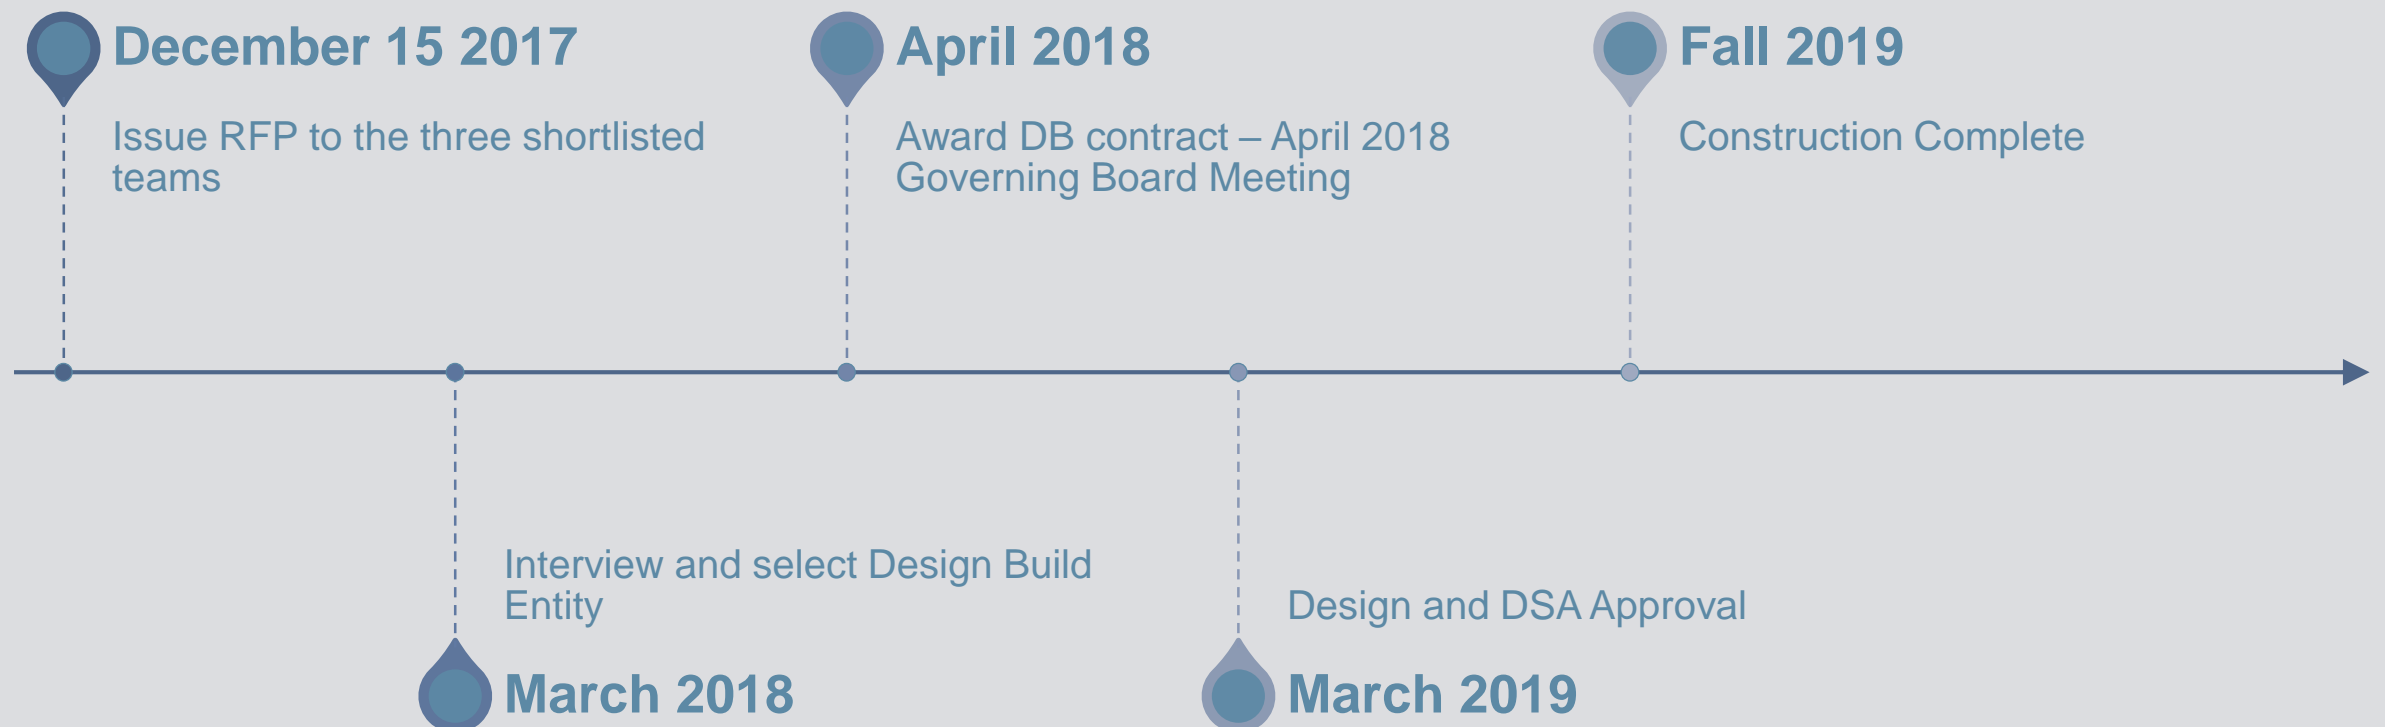 December 15 2017
Issue RFP to the three shortlisted
teams
April 2018
Award DB contract – April 2018
Governing Board Meeting
Fall 2019
Construction Complete
Interview and select Design Build
Entity
March 2018
Design and DSA Approval
March 2019